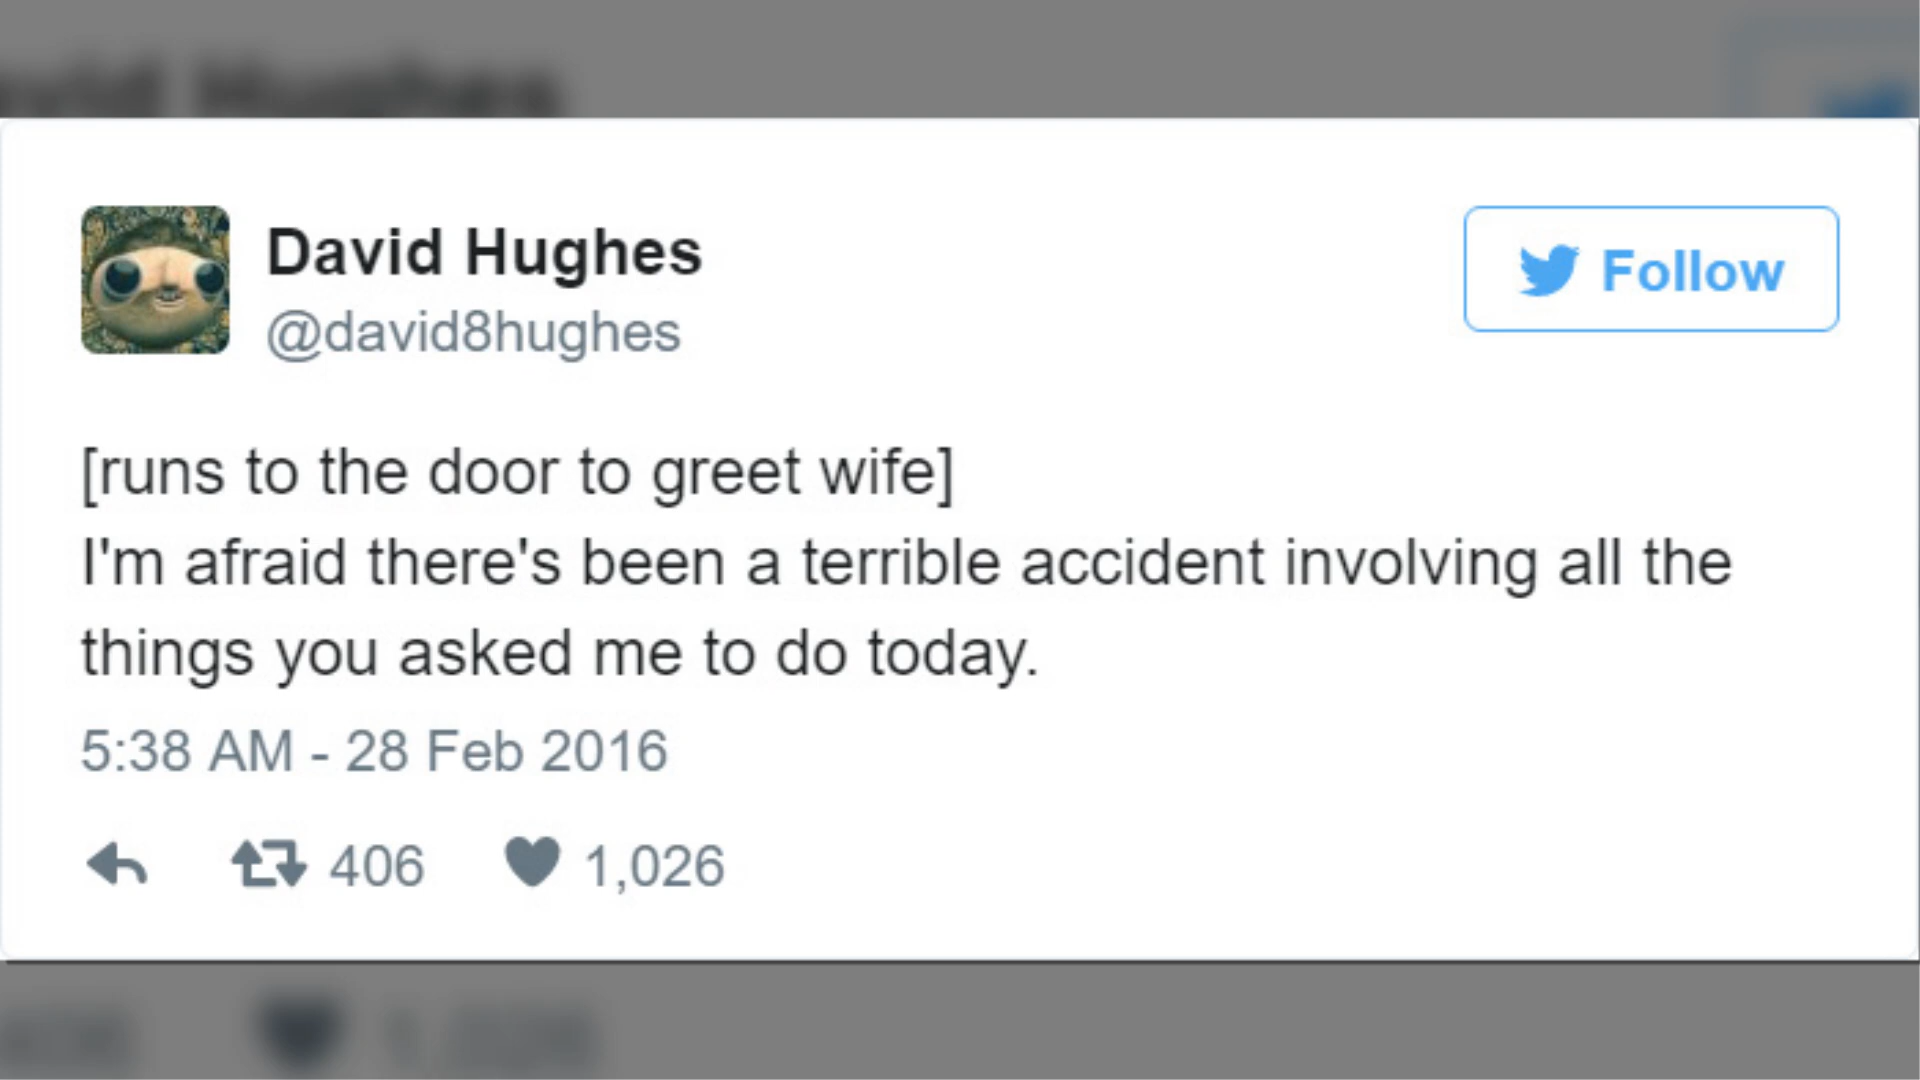 David Hughes
@david8hughes
Follow
[runs to the door to greet wife]
I'm afraid there's been a terrible accident involving all the
things you asked me to do today.
5:38 AM - 28 Feb 2016
406 1,026